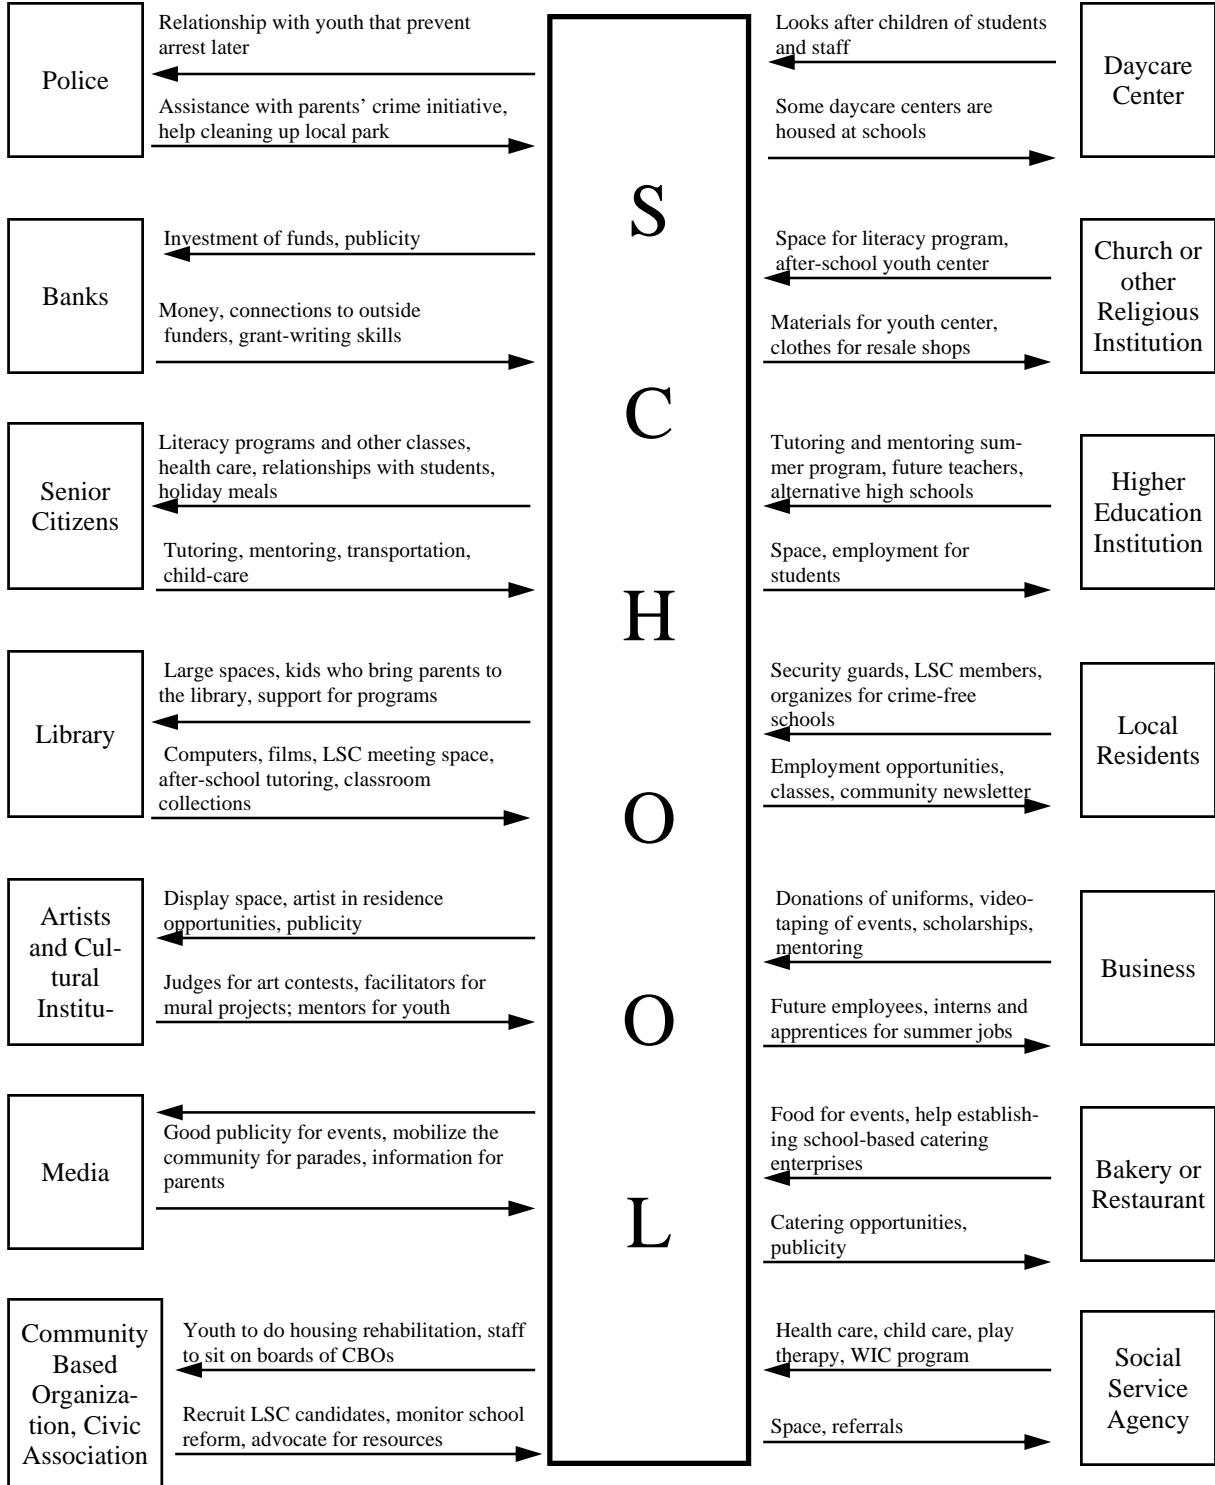 Relationship with youth that prevent
arrest later
Police
Assistance with parents' crime initiative,
help cleaning up local park
Investment of funds, publicity
Banks
Money, connections to outside
funders, grant-writing skills
Literacy programs and other classes,
health care, relationships with students,
holiday meals
Senior
Citizens
Tutoring, mentoring, transportation,
child-care
Large spaces, kids who bring parents to
the library, support for programs
Library
Computers, films, LSC meeting space,
after-school tutoring, classroom
collections
Display space, artist in residence
opportunities, publicity
Artists
and Cul-
tural
Institu-
Judges for art contests, facilitators for
mural projects; mentors for youth
Media
Good publicity for events, mobilize the
community for parades, information for
parents
Community
Based
Organiza-
tion, Civic
Association
Youth to do housing rehabilitation, staff
to sit on boards of CBOs
Recruit LSC candidates, monitor school
reform, advocate for resources
S
C
H
O
O
L
Looks after children of students
and staff
Daycare
Center
Some daycare centers are
housed at schools
Space for literacy program,
after-school youth center
Church or
other
Religious
Institution
Materials for youth center,
clothes for resale shops
Tutoring and mentoring sum-
mer program, future teachers,
alternative high schools
Higher
Education
Institution
Space, employment for
students
Security guards, LSC members,
organizes for crime-free
schools
Local
Residents
Employment opportunities,
classes, community newsletter
Donations of uniforms, video-
taping of events, scholarships,
mentoring
Business
Future employees, interns and
apprentices for summer jobs
Food for events, help establish-
ing school-based catering
enterprises
Bakery or
Restaurant
Catering opportunities,
publicity
Health care, child care, play
therapy, WIC program
Social
Service
Agency
Space, referrals